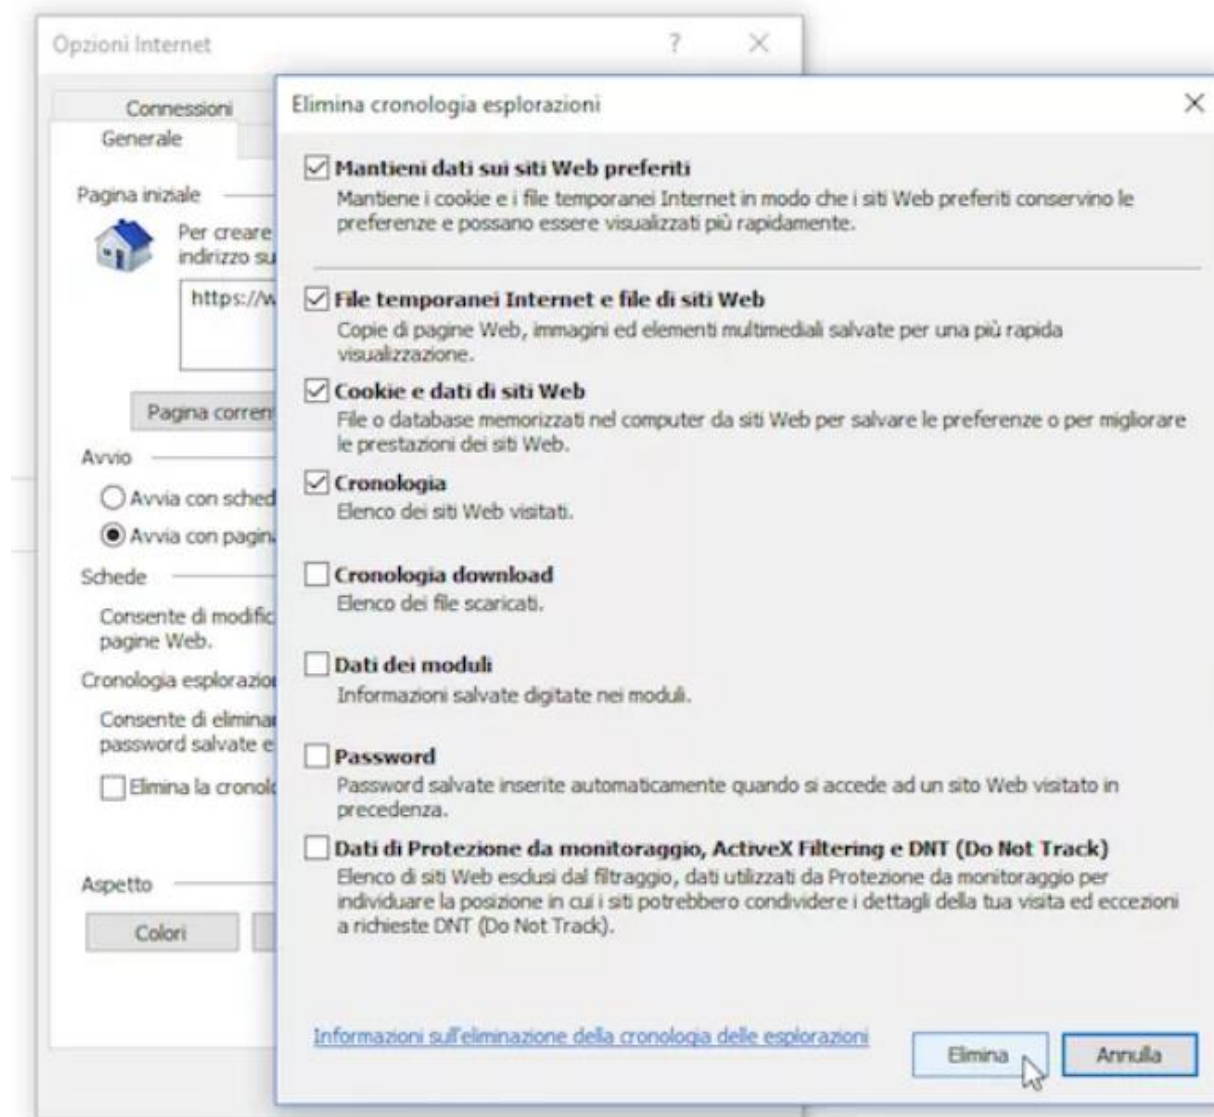 Opzioni Internet
?
Connessioni
Generale
Pagina iniziale
Per creare
indirizzo su
https://w
Pagina corren
Avvio
Avvia con sched
Avvia con pagin
Schede
Consente di modific
pagine Web.
Cronologia esplorazio
Consente di elimina
password salvate e
Elimina la cronolo
Aspetto
Colori
Elimina cronologia esplorazioni
Mantieni dati sui siti Web preferiti
Mantiene i cookie e i file temporanei Internet in modo che i siti Web preferiti conservino le
preferenze e possano essere visualizzati più rapidamente.
File temporanei Internet e file di siti Web
Copie di pagine Web, immagini ed elementi multimediali salvate per una più rapida
visualizzazione.
Cookie e dati di siti Web
File o database memorizzati nel computer da siti Web per salvare le preferenze o per migliorare
le prestazioni dei siti Web.
Cronologia
Elenco dei siti Web visitati.
Cronologia download
Elenco dei file scaricati.
Dati dei moduli
Informazioni salvate digitate nei moduli.
Password
Password salvate inserite automaticamente quando si accede ad un sito Web visitato in
precedenza.
Dati di Protezione da monitoraggio, ActiveX Filtering e DNT (Do Not Track)
Elenco di siti Web esclusi dal filtraggio, dati utilizzati da Protezione da monitoraggio per
individuare la posizione in cui i siti potrebbero condividere i dettagli della tua visita ed eccezioni
a richieste DNT (Do Not Track).
Informazioni sull'eliminazione della cronologia delle esplorazioni
Elimina
Annulla